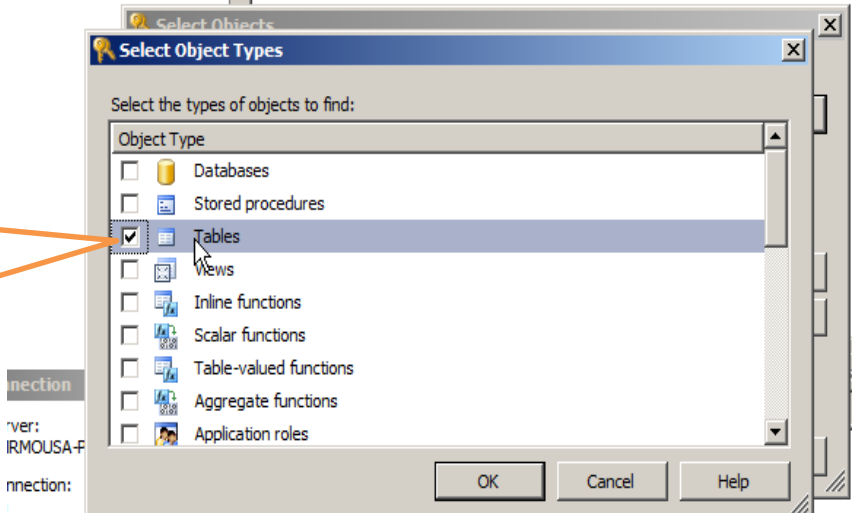 Select Objects
Select Object Types
Select the types of objects to find:
Object Type
Databases
Stored procedures
Tables
Views
Inline functions
Scalar functions
Table-valued functions
Aggregate functions
Application roles
OK Cancel Help
nnection
rver:
IRMOUSA-P
nnection: